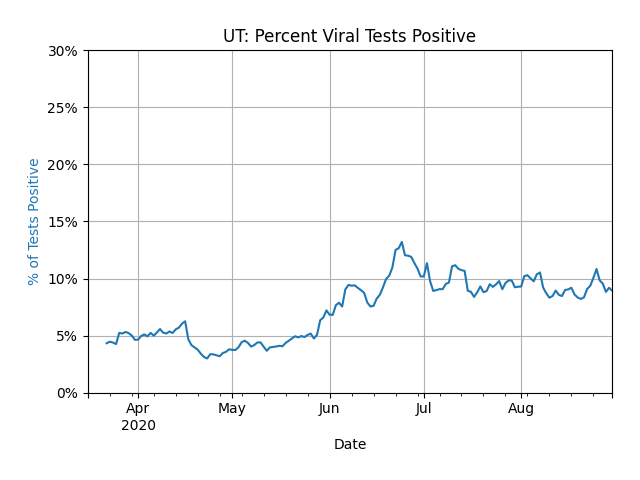 UT: Percent Viral Tests Positive
30%
25%
20%
15%
10%
5%
0%
% of Tests Positive
Apr
2020
May
Jun
Jul
Aug
Date